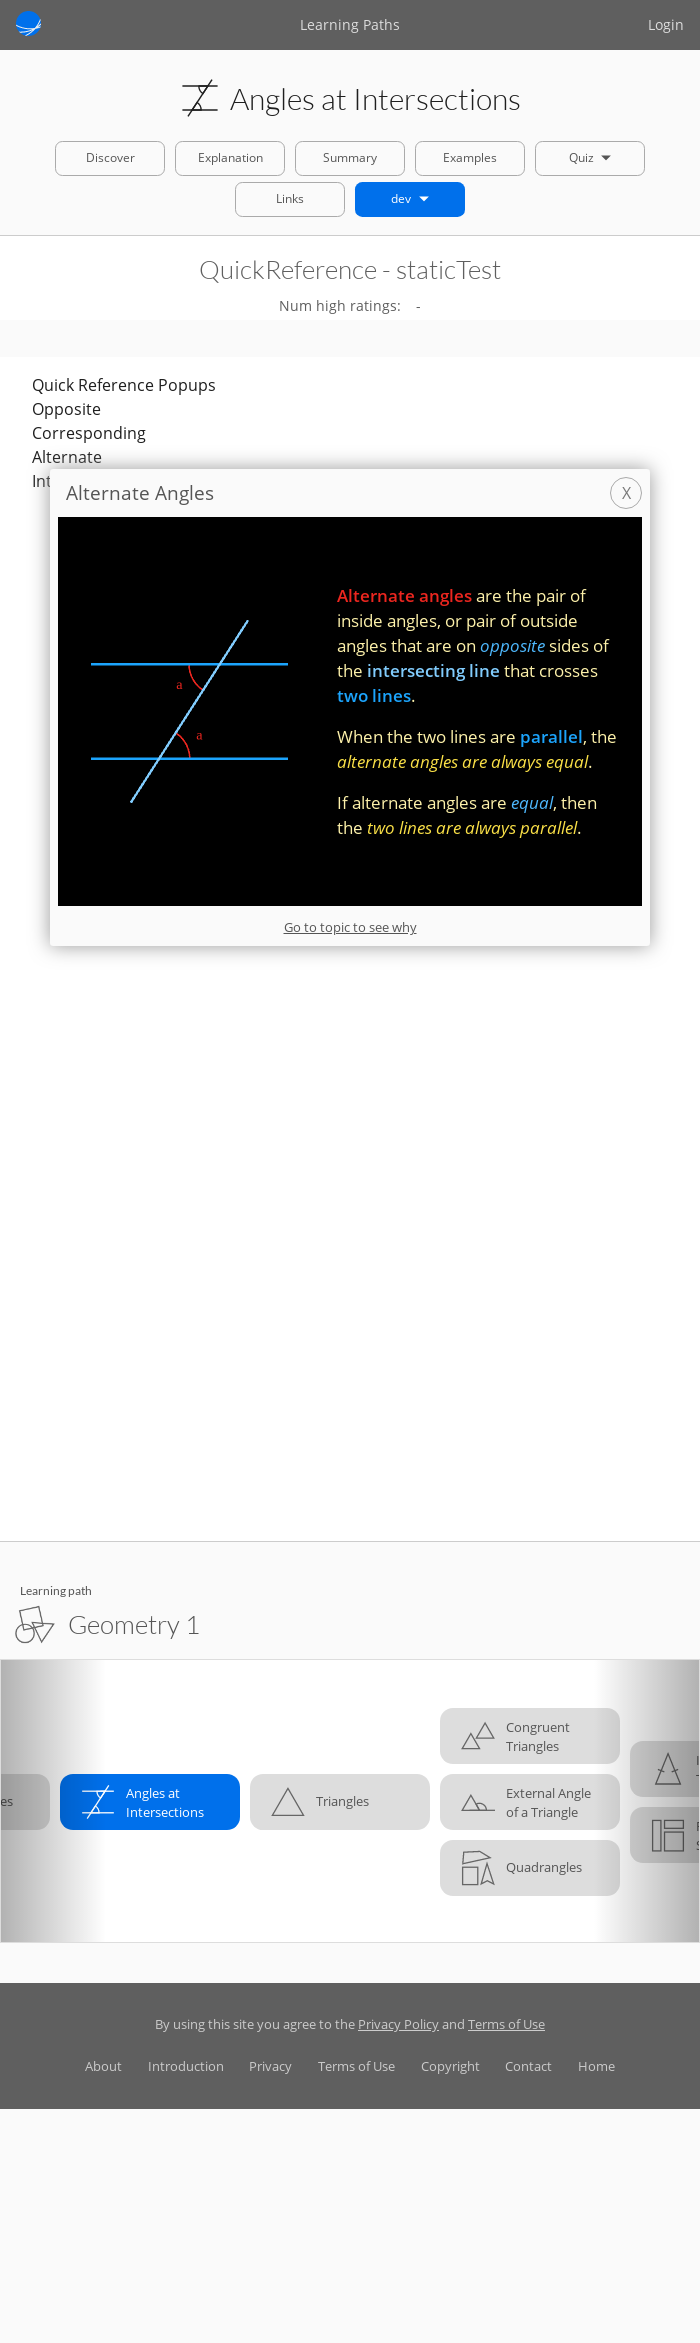 Learning Paths
Login
Angles at Intersections
Discover
Explanation
Summary
Examples
Quiz
Links
dev
QuickReference - staticTest
Num high ratings: -
Quick Reference Popups
Opposite
Corresponding
Alternate
Int
Alternate Angles
X
Alternate angles are the pair of
inside angles, or pair of outside
angles that are on opposite sides of
the intersecting line that crosses
two lines.
a
a
When the two lines are parallel, the
alternate angles are always equal.
If alternate angles are equal, then
the two lines are always parallel.
Go to topic to see why
Learning path
Geometry 1
es
Angles at
Intersections
Triangles
Congruent
Triangles
External Angle
of a Triangle
Quadrangles
By using this site you agree to the Privacy Policy and Terms of Use
About Introduction Privacy Terms of Use Copyright Contact Home